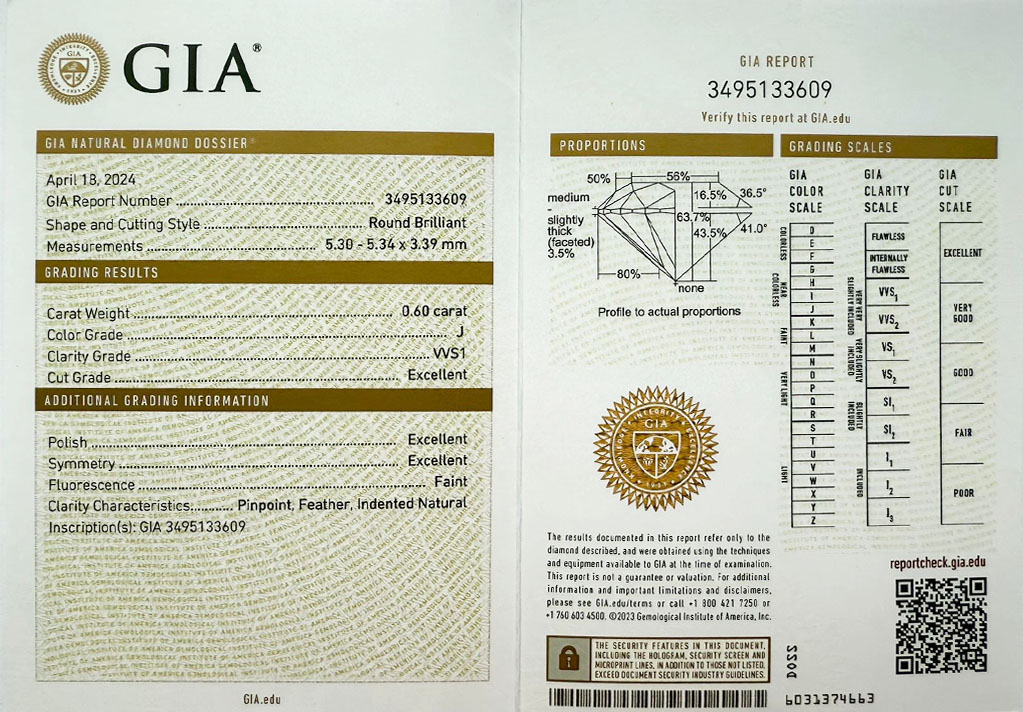 GIA®
GIA NATURAL DIAMOND DOSSIER®
April 18, 2024
GIA Report Number 3495133609
Shape and Cutting Style Round Brilliant
Measurements 5.30 - 5.34 x 3.39 mm
GRADING RESULTS
Carat Weight 0.60 carat
Color Grade J
Clarity Grade VVS1
Cut Grade Excellent
ADDITIONAL GRADING INFORMATION
Polish Excellent
Symmetry Excellent
Fluorescence Faint
Clarity Characteristics Pinpoint, Feather, Indented Natural
Inscription(s): GIA 3495133609
GIA.edu
GIA REPORT
3495133609
Verify this report at GIA.edu
PROPORTIONS
50%
56%
16.5%
36.5°
medium
-
slightly
thick
(faceted)
3.5%
63.7%
43.5%
41.0°
80%
none
Profile to actual proportions
GIA
The results documented in this report refer only to the
diamond described, and were obtained using the techniques
and equipment available to GIA at the time of examination.
This report is not a guarantee or valuation. For additional
information and important limitations and disclaimers,
please see GIA.edu/terms or call +1 800 421 7250 or
+1 760 603 4500. ©2023 Gemological Institute of America, Inc.
THE SECURITY FEATURES IN THIS DOCUMENT,
INCLUDING THE HOLOGRAM, SECURITY SCREEN AND
MICROPRINT LINES, IN ADDITION TO THOSE NOT LISTED,
EXCEED DOCUMENT SECURITY INDUSTRY GUIDELINES.
GRADING SCALES
GIA
COLOR
SCALE
COLORLESS
NEAR COLORLESS
FAINT
VERY LIGHT
LIGHT
D
E
F
G
H
I
J
K
L
M
N
O
P
Q
R
S
T
U
V
W
X
Y
Z
GIA
CLARITY
SCALE
FLAWLESS
INTERNALLY
FLAWLESS
VERY VERY SLIGHTLY INCLUDED
VVS1
VVS2
VERY SLIGHTLY INCLUDED
VS1
VS2
SLIGHTLY INCLUDED
SI1
SI2
INCLUDED
I1
I2
I3
GIA
CUT
SCALE
EXCELLENT
VERY
GOOD
GOOD
FAIR
POOR
reportcheck.gia.edu
DOSS
6031374663